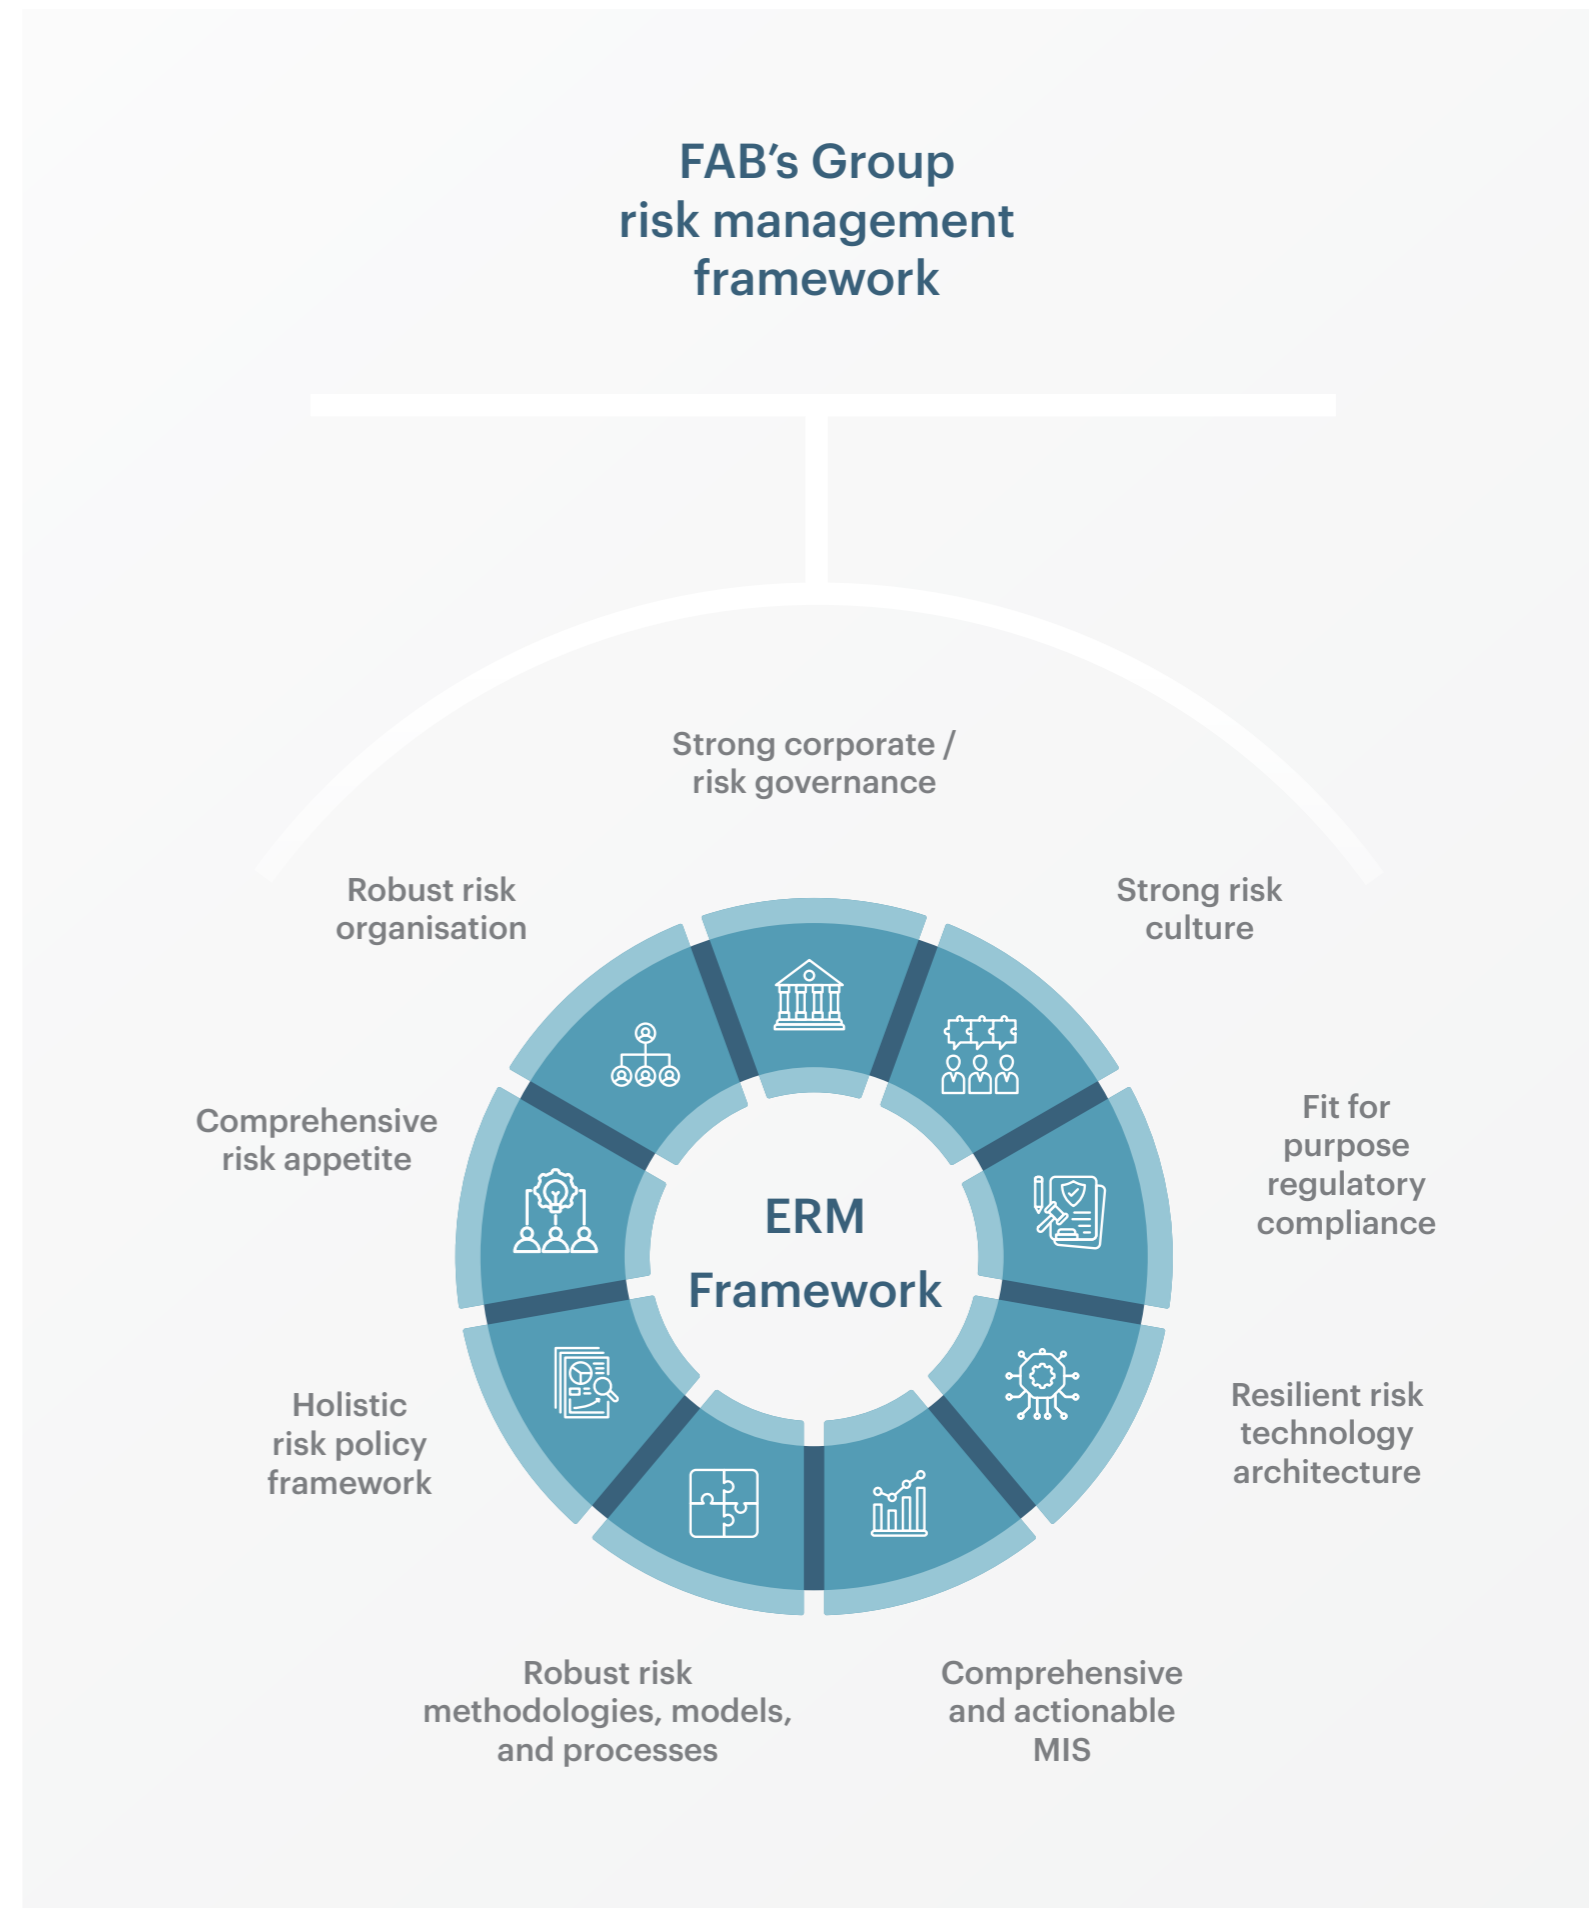 FAB’s Group
risk management
framework
Strong corporate /
risk governance
Robust risk
organisation
Strong risk
culture
Comprehensive
risk appetite
Fit for
purpose
regulatory
compliance
ERM
Framework
Holistic
risk policy
framework
Resilient risk
technology
architecture
Robust risk
methodologies, models,
and processes
Comprehensive
and actionable
MIS